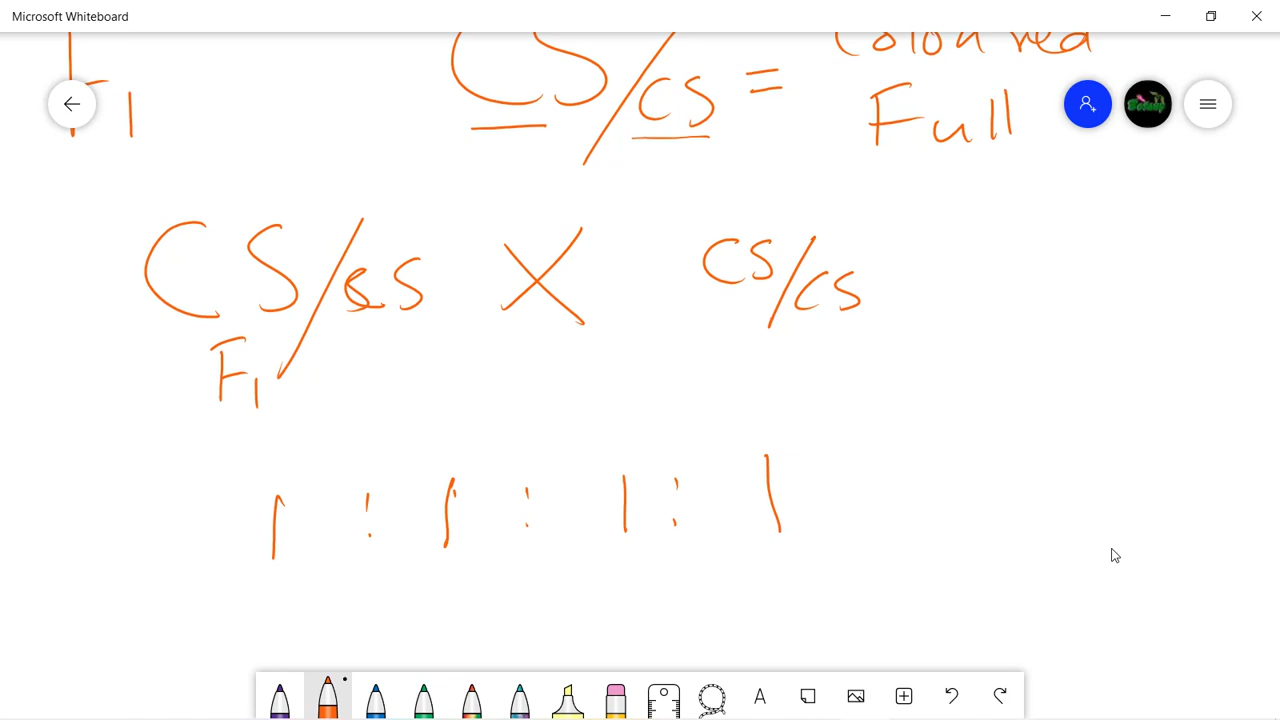 Microsoft Whiteboard
F1
CS/cs =
Coloured
Full
CS/cs X cs/cs
F1
1 : 1 : 1 : 1
A